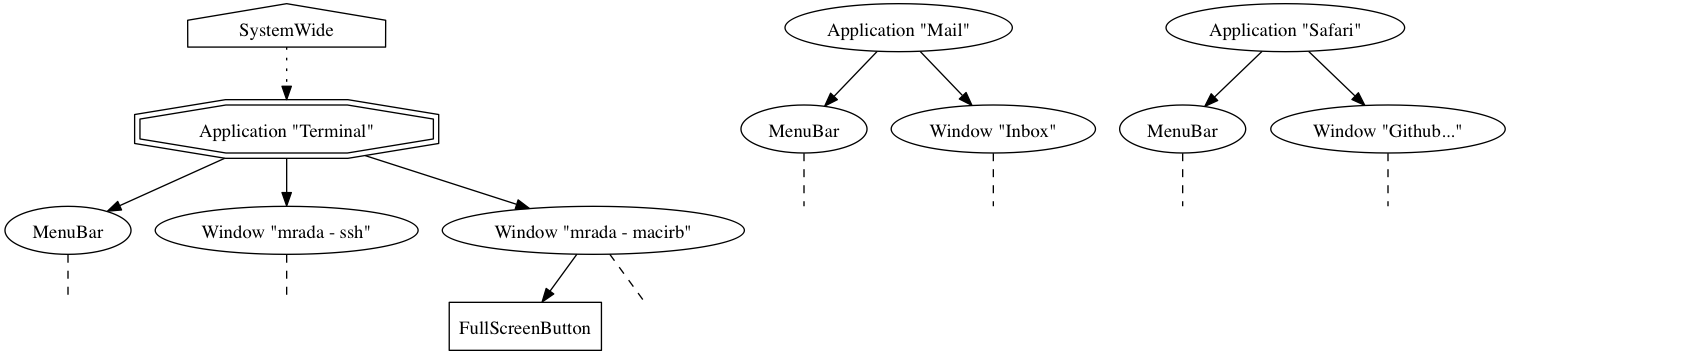 SystemWide
Application "Mail"
Application "Safari"
Application "Terminal"
MenuBar
Window "Inbox"
MenuBar
Window "Github..."
MenuBar
Window "mrada - ssh"
Window "mrada - macirb"
FullScreenButton